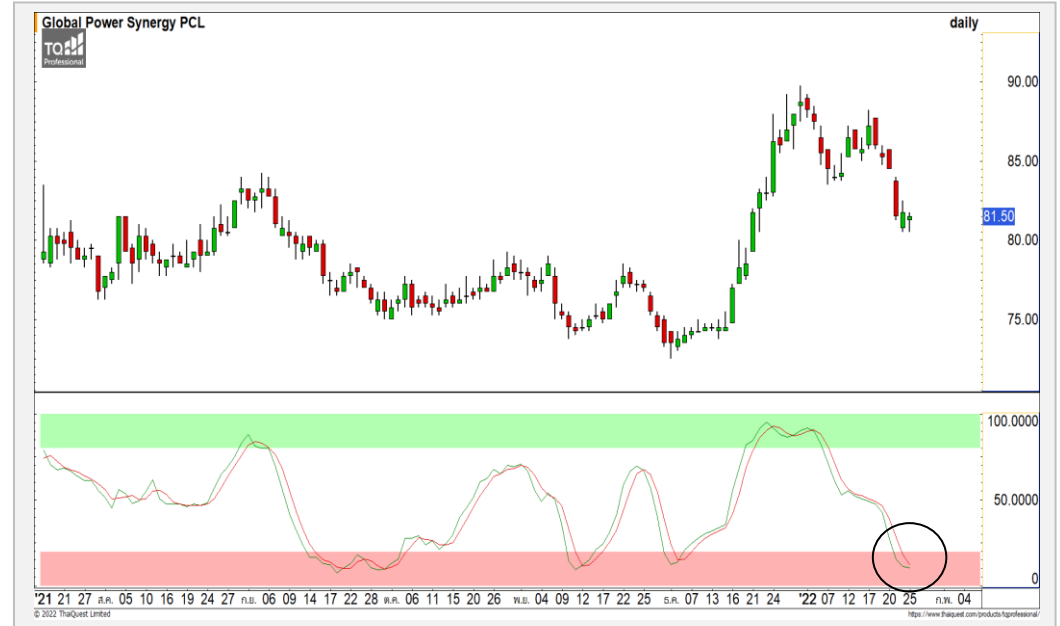 Global Power Synergy PCL
daily
TQ
Professional
90.00
85.00
81.50
80.00
75.00
100.0000
50.0000
0
'21 21 27 ส.ค. 05 10 16 19 24 27 ก.ย. 06 09 14 17 22 28 ต.ค. 06 11 15 20 26 พ.ย. 04 09 12 17 22 25 ธ.ค. 07 13 16 21 24 '22 07 12 17 20 25 ก.พ. 04
© 2022 ThaiQuest Limited
https://www.thaiquest.com/products/tqprofessional/